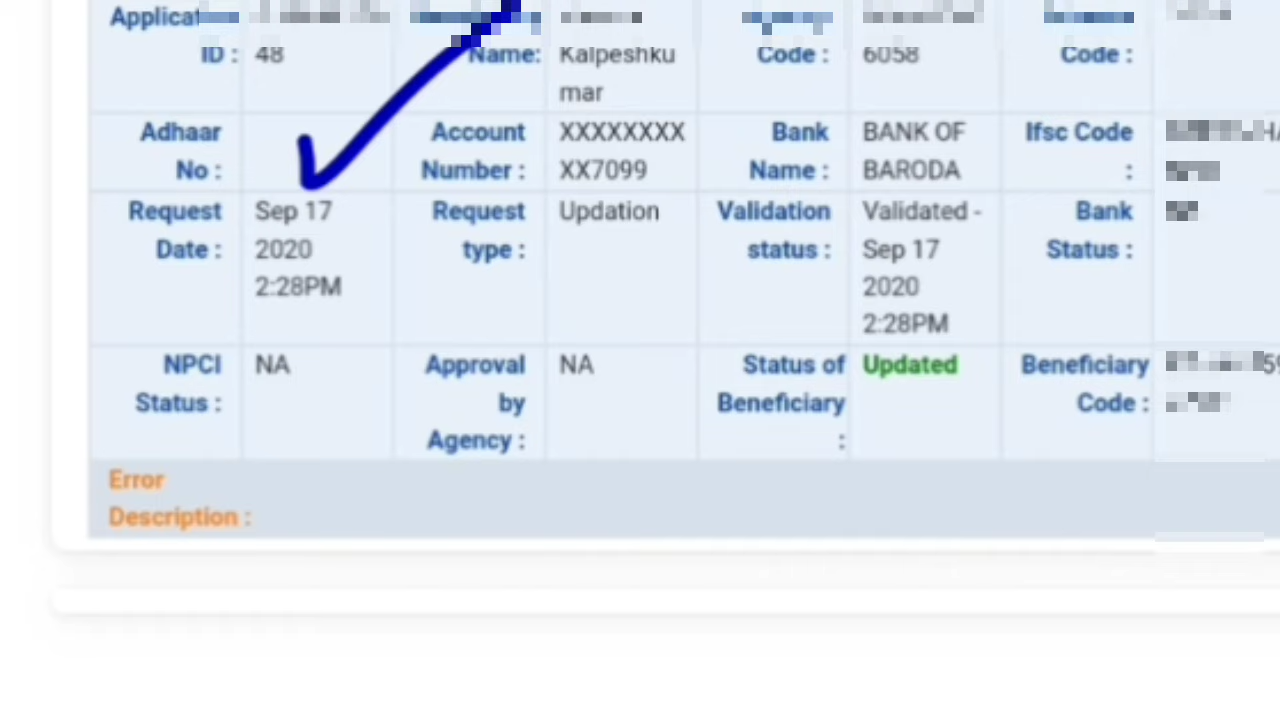 Applicat
ID : 48 Name: Kalpeshku Code : 6058 Code :
mar
Adhaar Account XXXXXXXX Bank BANK OF Ifsc Code
No : Number : XX7099 Name : BARODA :
Request Sep 17 Request Updation Validation Validated - Bank
Date : 2020 type : status : Sep 17 Status :
2:28PM 2020
2:28PM
NPCI NA Approval NA Status of Updated Beneficiary
Status : by Beneficiary Code :
Agency : :
Error
Description :